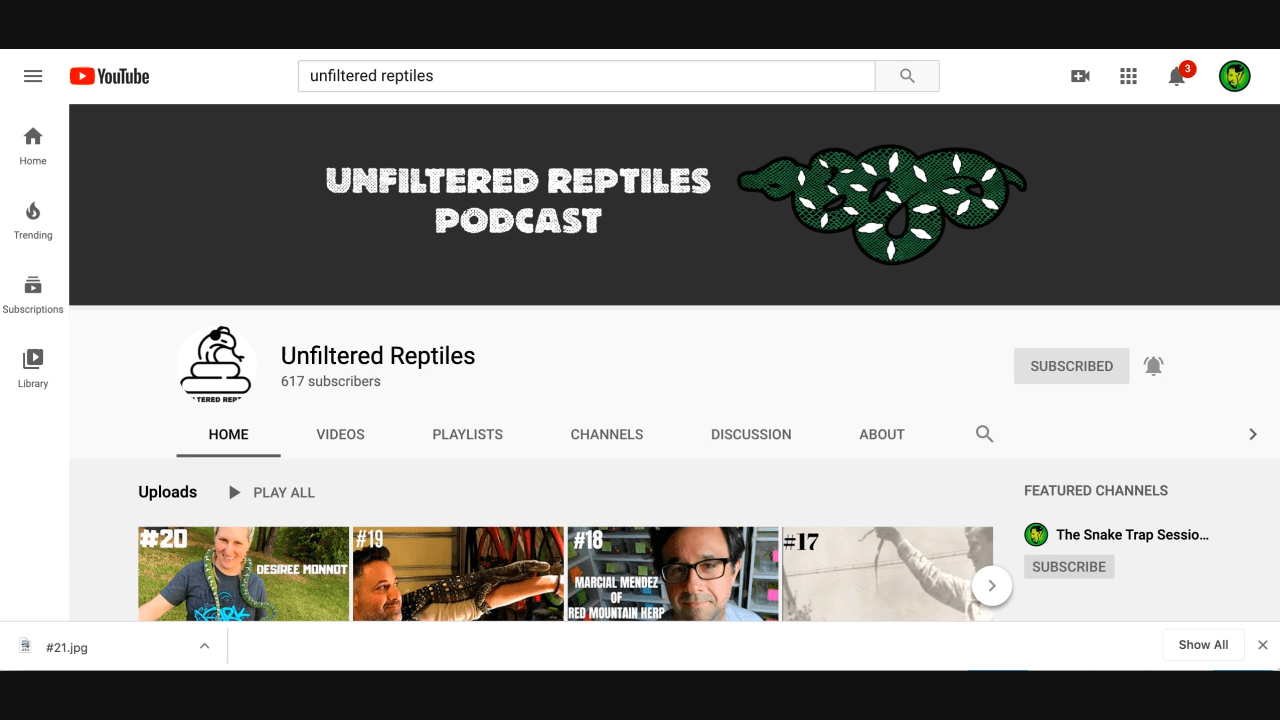 YouTube
unfiltered reptiles
3
Home
Trending
Subscriptions
Library
UNFILTERED REPTILES
PODCAST
Unfiltered Reptiles
617 subscribers
SUBSCRIBED
HOME VIDEOS PLAYLISTS CHANNELS DISCUSSION ABOUT
Uploads PLAY ALL
FEATURED CHANNELS
The Snake Trap Sessio...
SUBSCRIBE
#20
DESIREE MONNOT
#19
#18
MARCIAL MENDEZ
OF
RED MOUNTAIN HERP
#17
#21.jpg
Show All